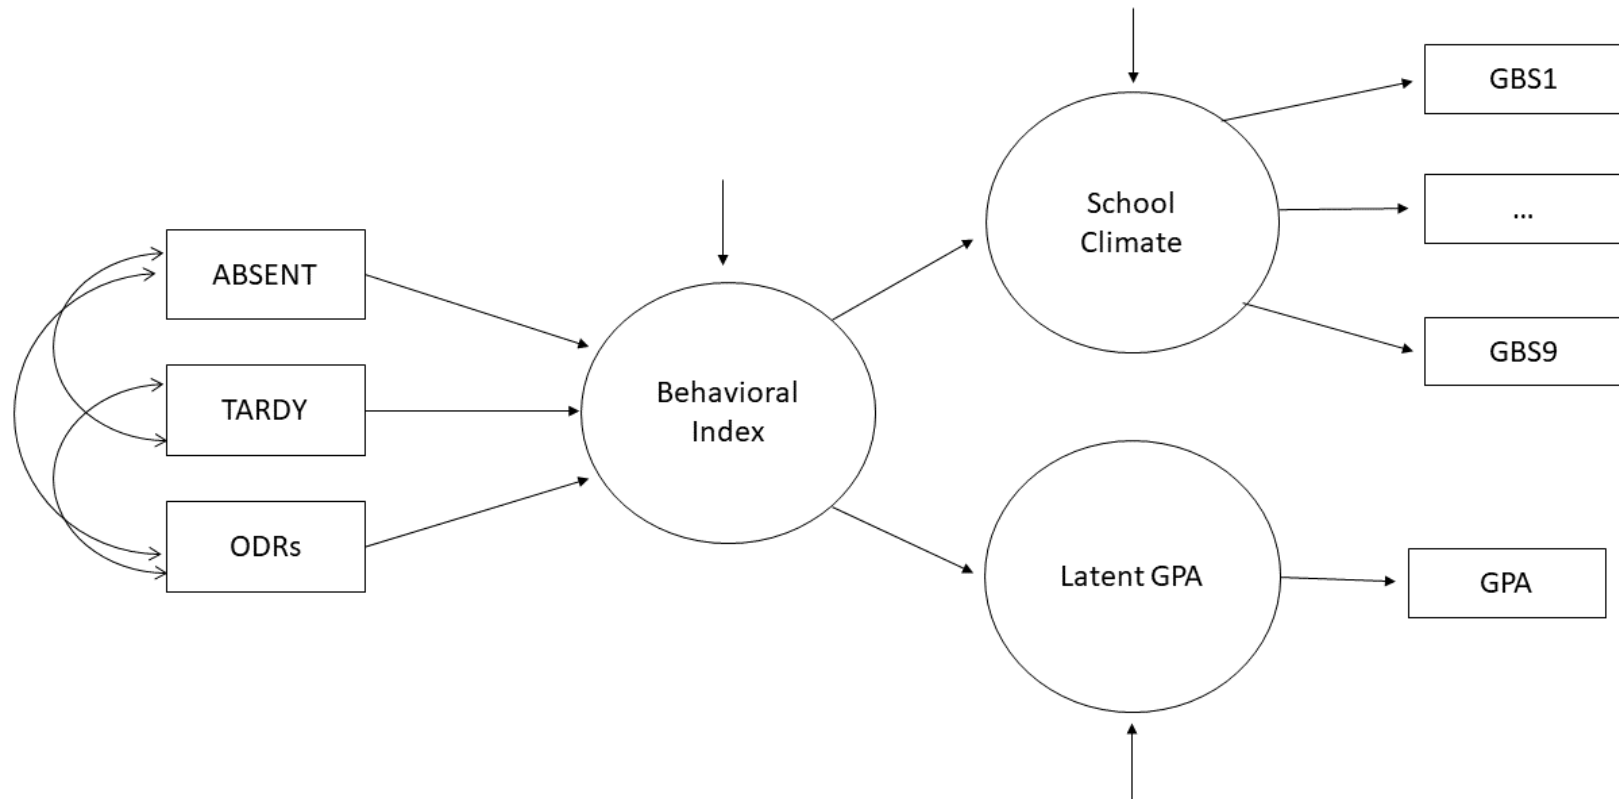 ABSENT
TARDY
ODRs
Behavioral
Index
School
Climate
Latent GPA
GBS1
...
GBS9
GPA